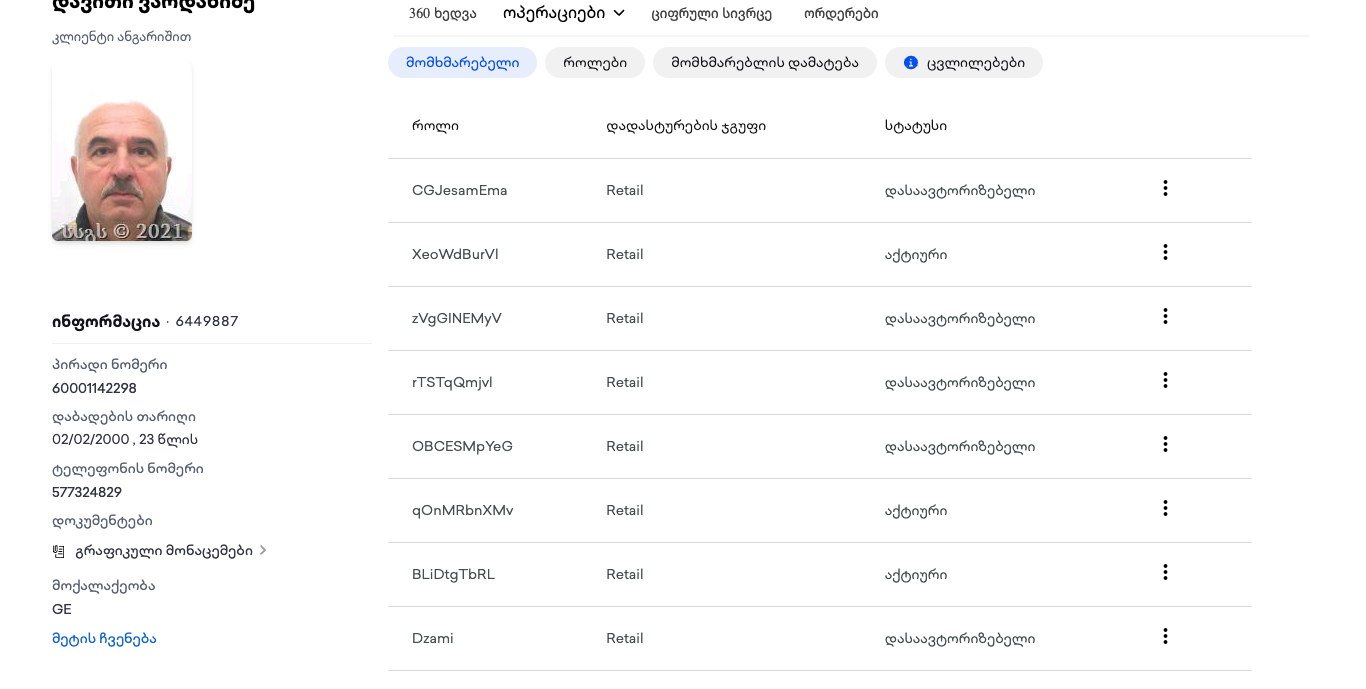 დავითი ვარდანიძე
კლიენტი ანგარიშით
სსგს © 2021
ინფორმაცია · 6449887
პირადი ნომერი
60001142298
დაბადების თარიღი
02/02/2000 , 23 წლის
ტელეფონის ნომერი
577324829
დოკუმენტები
გრაფიკული მონაცემები
მოქალაქეობა
GE
მეტის ჩვენება
360 ხედვა ოპერაციები ციფრული სივრცე ორდერები
მომხმარებელი როლები მომხმარებლის დამატება ცვლილებები
როლი დადასტურების ჯგუფი სტატუსი
CGJesamEma Retail დასაავტორიზებელი
XeoWdBurVl Retail აქტიური
zVgGlNEMyV Retail დასაავტორიზებელი
rTSTqQmjvl Retail დასაავტორიზებელი
OBCESMpYeG Retail დასაავტორიზებელი
qOnMRbnXMv Retail აქტიური
BLiDtgTbRL Retail აქტიური
Dzami Retail დასაავტორიზებელი